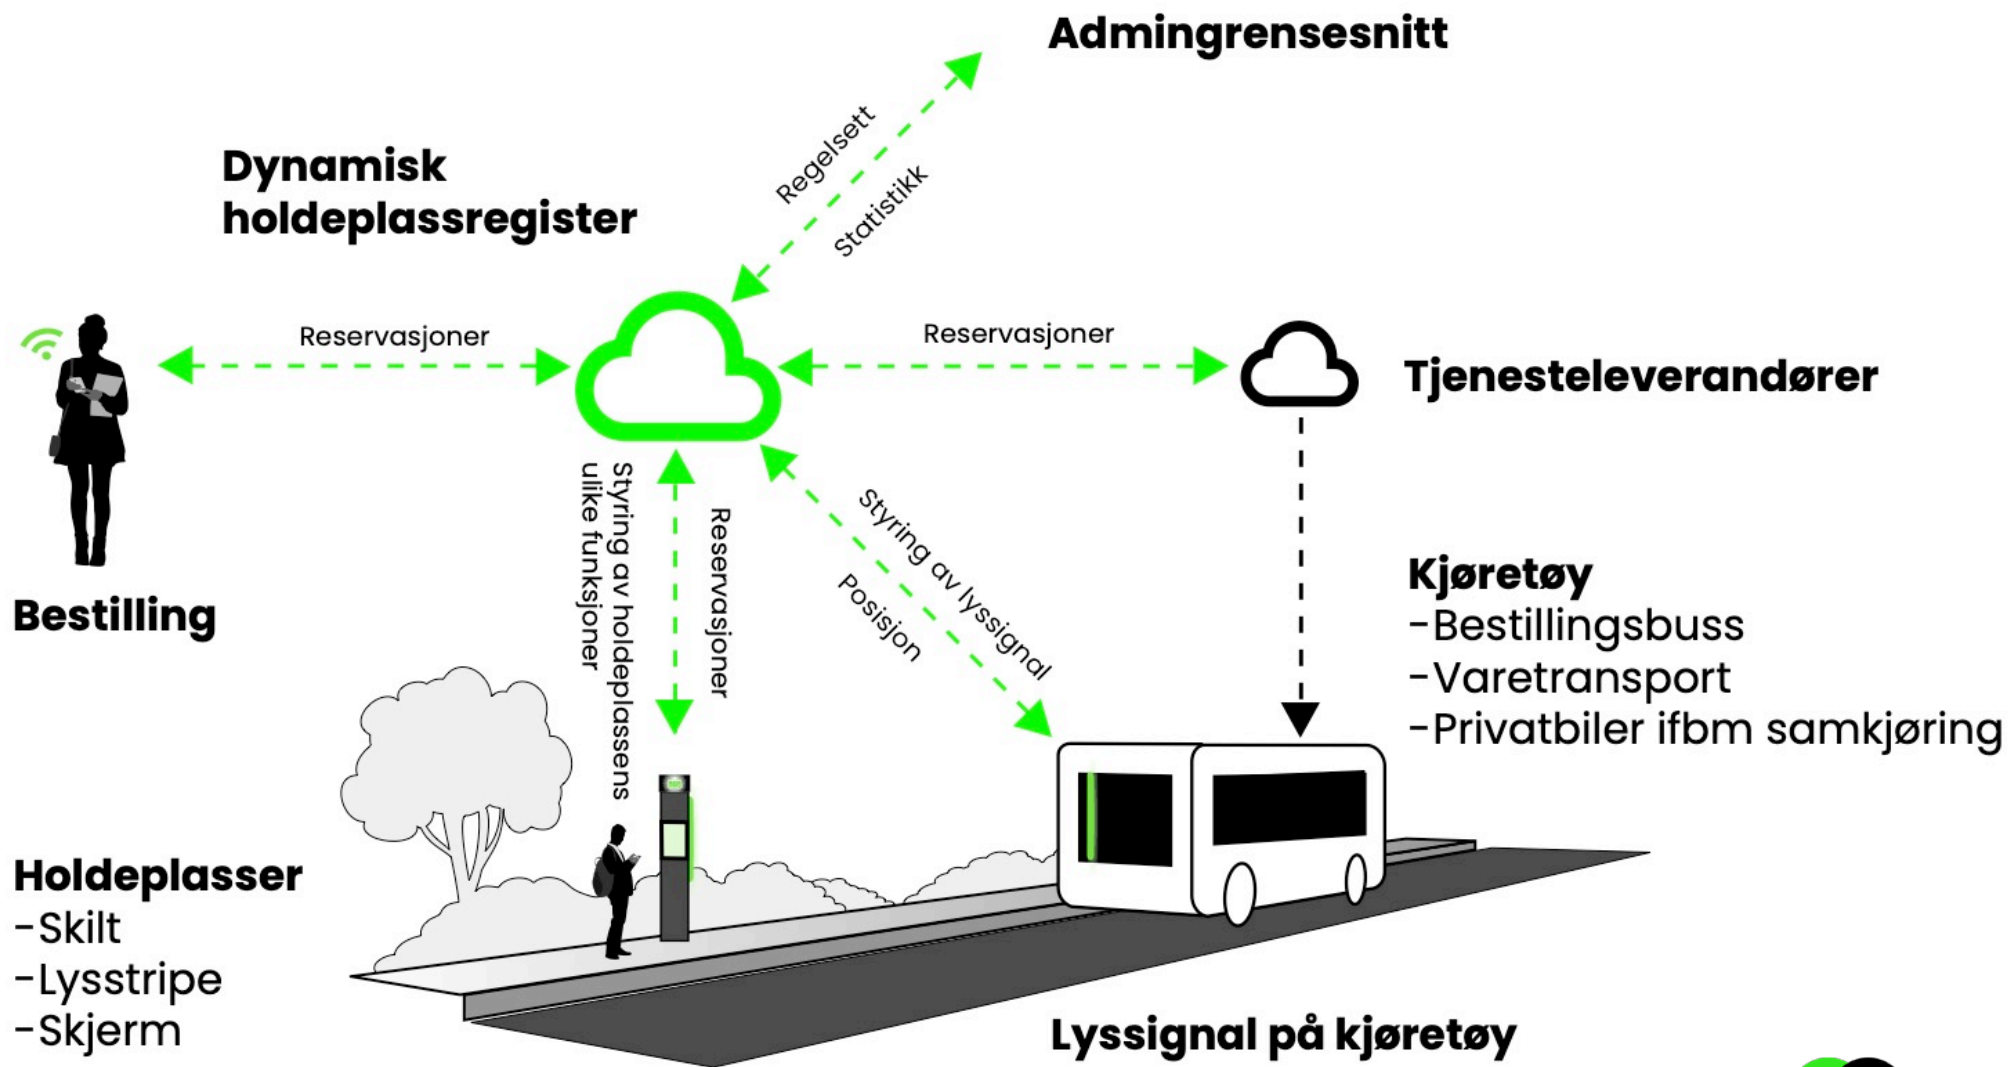 Admingrensesnitt
Regelsett
Statistikk
Dynamisk
holdeplassregister
Reservasjoner
Reservasjoner
Tjenesteleverandører
Bestilling
Styring av holdeplassens
ulike funksjoner
Reservasjoner
Styring av lyssignal
Posisjon
Kjøretøy
-Bestillingsbuss
-Varetransport
-Privatbiler ifbm samkjøring
Holdeplasser
-Skilt
-Lysstripe
-Skjerm
Lyssignal på kjøretøy